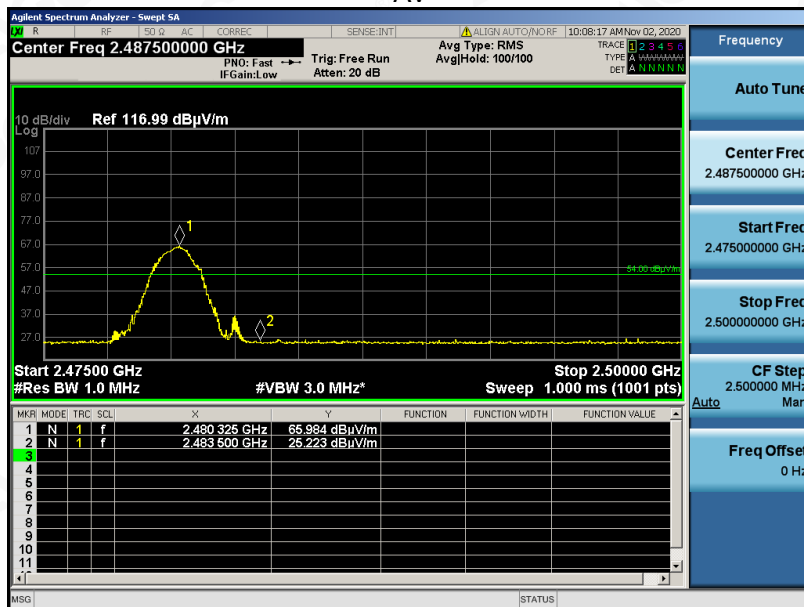 Agilent Spectrum Analyzer - Swept SA
LXI R RF 50 Ω AC CORREC SENSE:INT ALIGN AUTO/NO RF 10:08:17 AM Nov 02, 2020
Center Freq 2.487500000 GHz
PNO: Fast
IFGain:Low
Trig: Free Run
Atten: 20 dB
Avg Type: RMS
Avg|Hold: 100/100
TRACE 1 2 3 4 5 6
TYPE A WWWWW
DET A N N N N N
10 dB/div Ref 116.99 dBµV/m
Log
107
97.0
87.0
77.0
67.0
57.0
47.0
37.0
27.0
1
2
54.00 dBµV/m
Start 2.47500 GHz Stop 2.50000 GHz
#Res BW 1.0 MHz #VBW 3.0 MHz* Sweep 1.000 ms (1001 pts)
MKR MODE TRC SCL X Y FUNCTION FUNCTION WIDTH FUNCTION VALUE
1 N 1 f 2.480 325 GHz 65.984 dBµV/m
2 N 1 f 2.483 500 GHz 25.223 dBµV/m
3
4
5
6
7
8
9
10
11
MSG STATUS
Frequency
Auto Tune
Center Freq
2.487500000 GHz
Start Freq
2.475000000 GHz
Stop Freq
2.500000000 GHz
CF Step
2.500000 MHz
Auto Man
Freq Offset
0 Hz